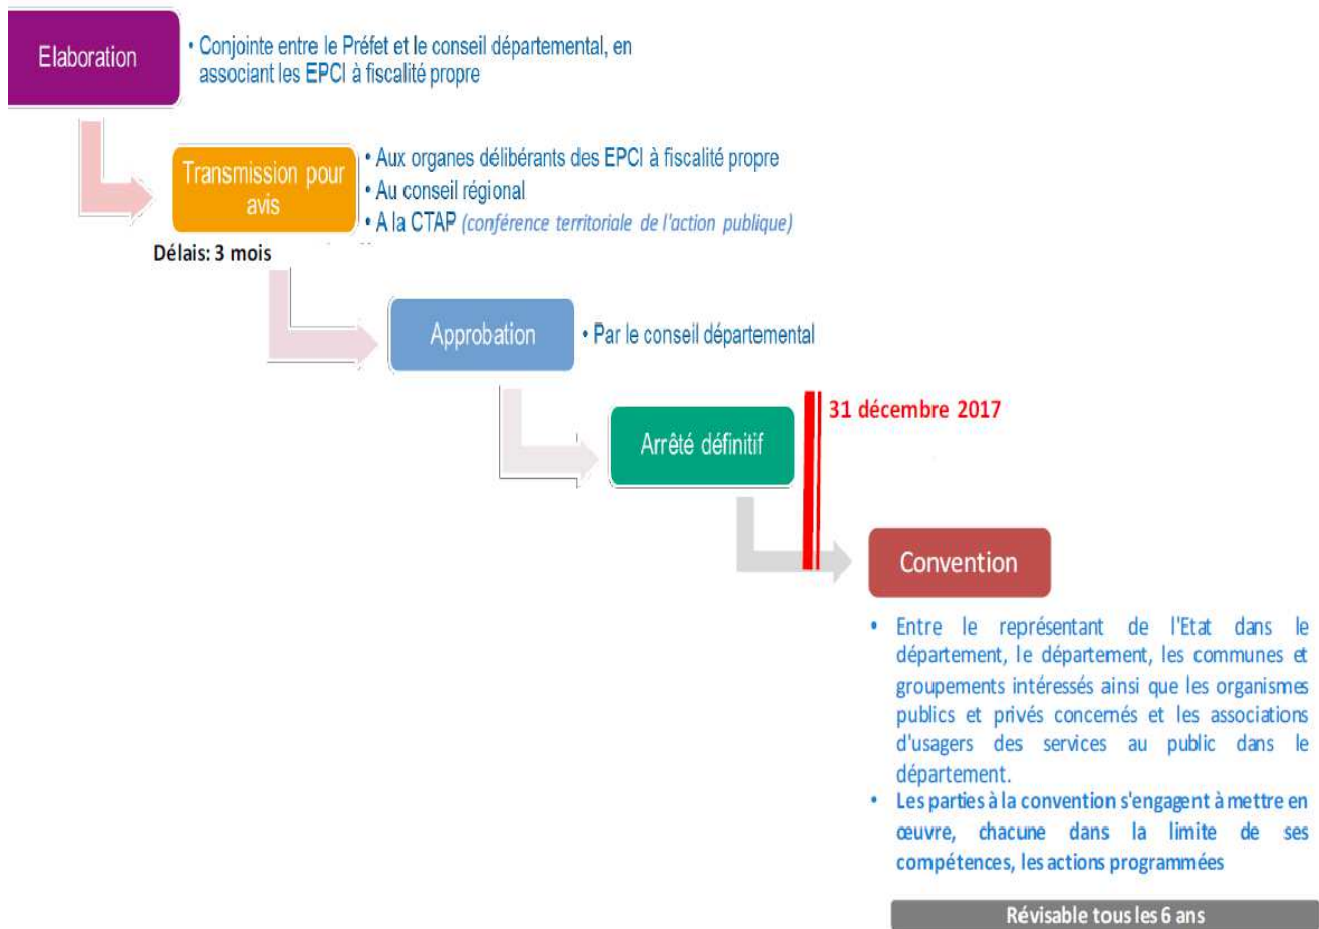 Elaboration
• Conjointe entre le Préfet et le conseil départemental, en
associant les EPCI à fiscalité propre
Transmission pour
avis
• Aux organes délibérants des EPCI à fiscalité propre
• Au conseil régional
• A la CTAP (conférence territoriale de l'action publique)
Délais: 3 mois
Approbation
• Par le conseil départemental
Arrêté définitif
31 décembre 2017
Convention
• Entre le représentant de l'Etat dans le
département, le département, les communes et
groupements intéressés ainsi que les organismes
publics et privés concernés et les associations
d'usagers des services au public dans le
département.
• Les parties à la convention s'engagent à mettre en
œuvre, chacune dans la limite de ses
compétences, les actions programmées
Révisable tous les 6 ans